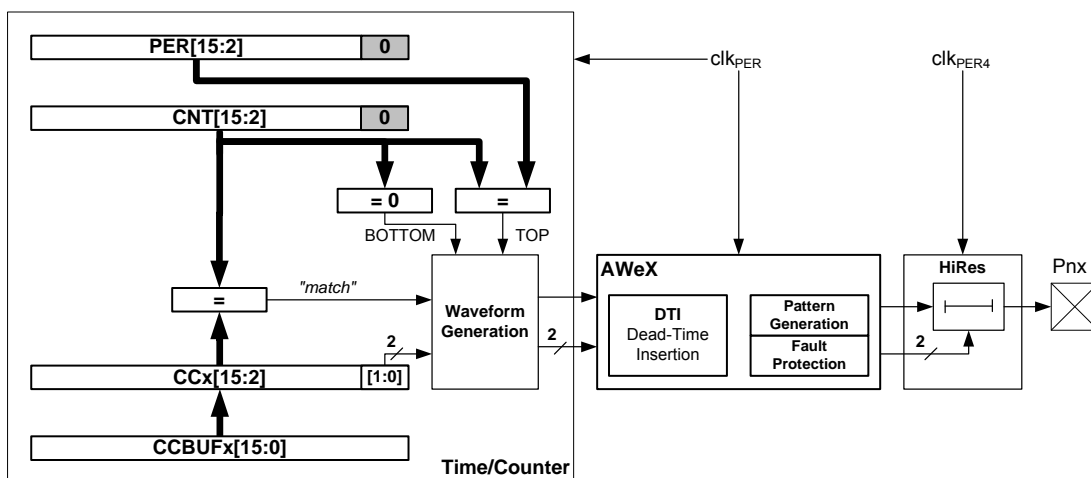 PER[15:2]
0
clkPER
clkPER4
CNT[15:2]
0
= 0
=
BOTTOM
TOP
AWeX
HiRes
Pnx
=
"match"
Waveform
Generation
DTI
Dead-Time
Insertion
Pattern
Generation
Fault
Protection
2
2
2
CCx[15:2]
[1:0]
CCBUFx[15:0]
Time/Counter